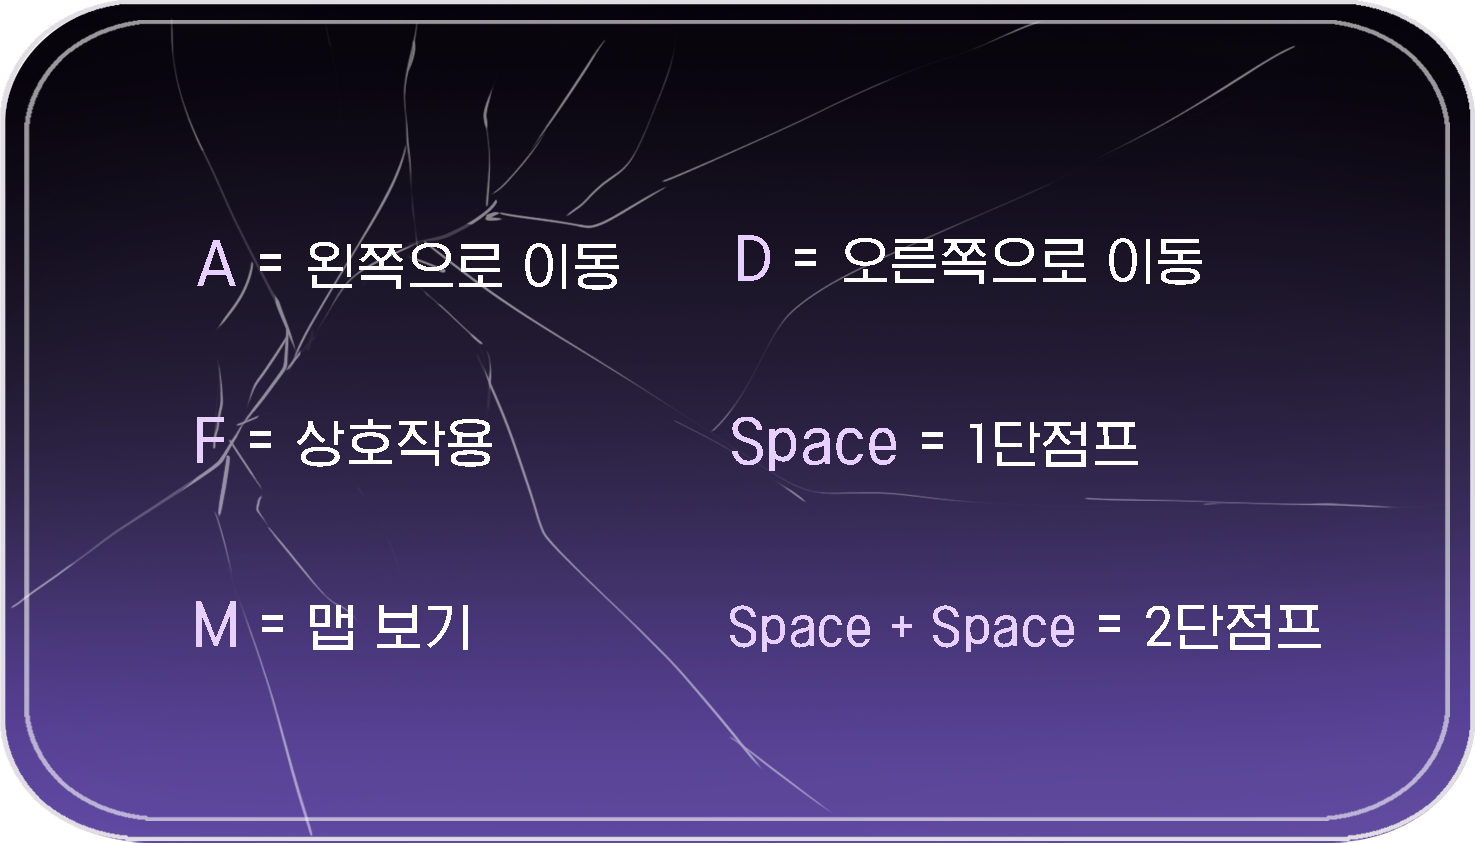 A = 왼쪽으로 이동
D = 오른쪽으로 이동
F = 상호작용
Space = 1단점프
M = 맵 보기
Space + Space = 2단점프